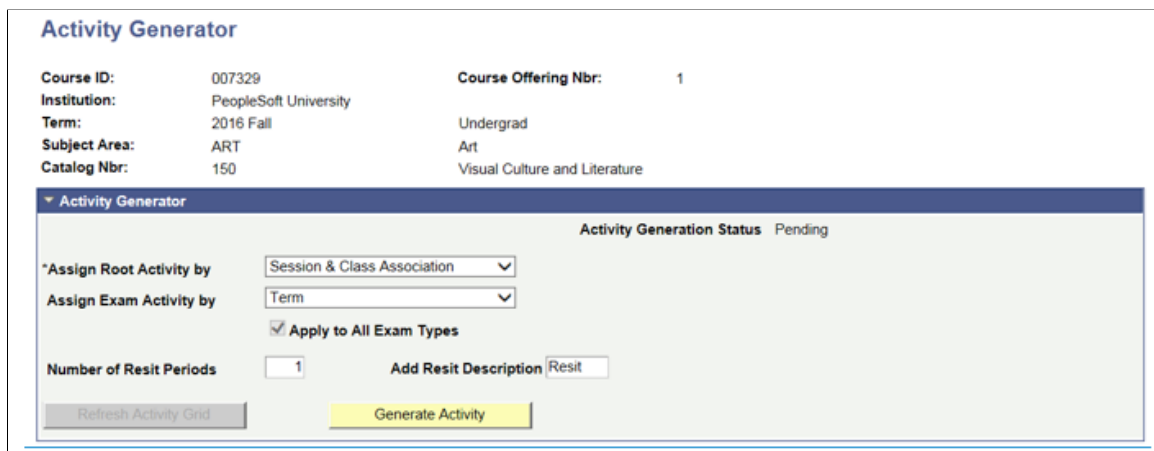 Activity Generator
Course ID: 007329 Course Offering Nbr: 1
Institution: PeopleSoft University
Term: 2016 Fall Undergrad
Subject Area: ART Art
Catalog Nbr: 150 Visual Culture and Literature
Activity Generator
Activity Generation Status Pending
*Assign Root Activity by Session & Class Association
Assign Exam Activity by Term
Apply to All Exam Types
Number of Resit Periods 1 Add Resit Description Resit
Refresh Activity Grid Generate Activity